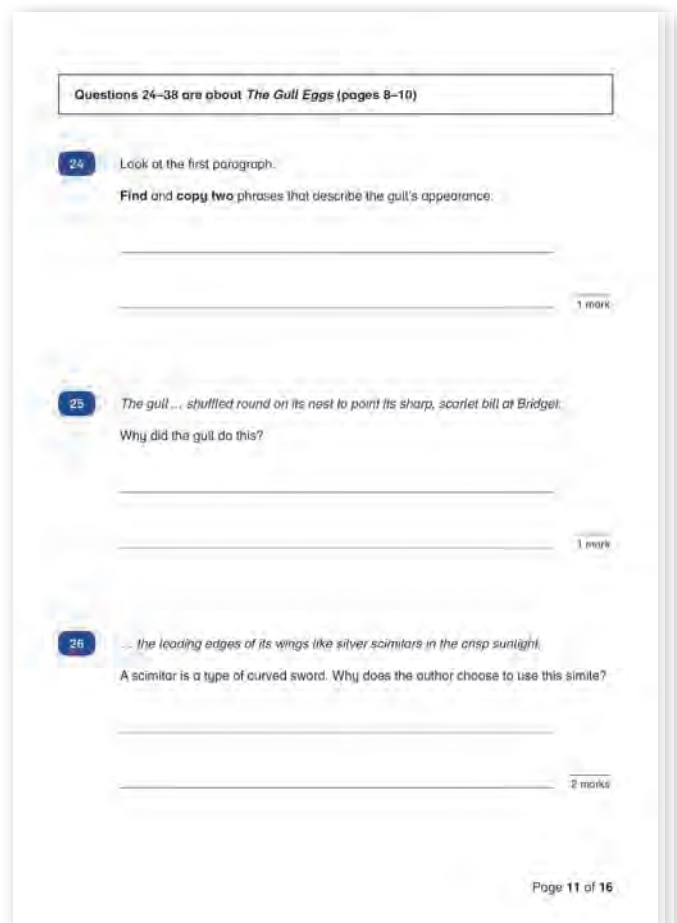 Questions 24–38 are about The Gull Eggs (pages 8–10)
24
Look at the first paragraph.
Find and copy two phrases that describe the gull's appearance.
1 mark
25
The gull ... shuffled round on its nest to point its sharp, scarlet bill at Bridget.
Why did the gull do this?
1 mark
26
... the leading edges of its wings like silver scimitars in the crisp sunlight.
A scimitar is a type of curved sword. Why does the author choose to use this simile?
2 marks
Page 11 of 16